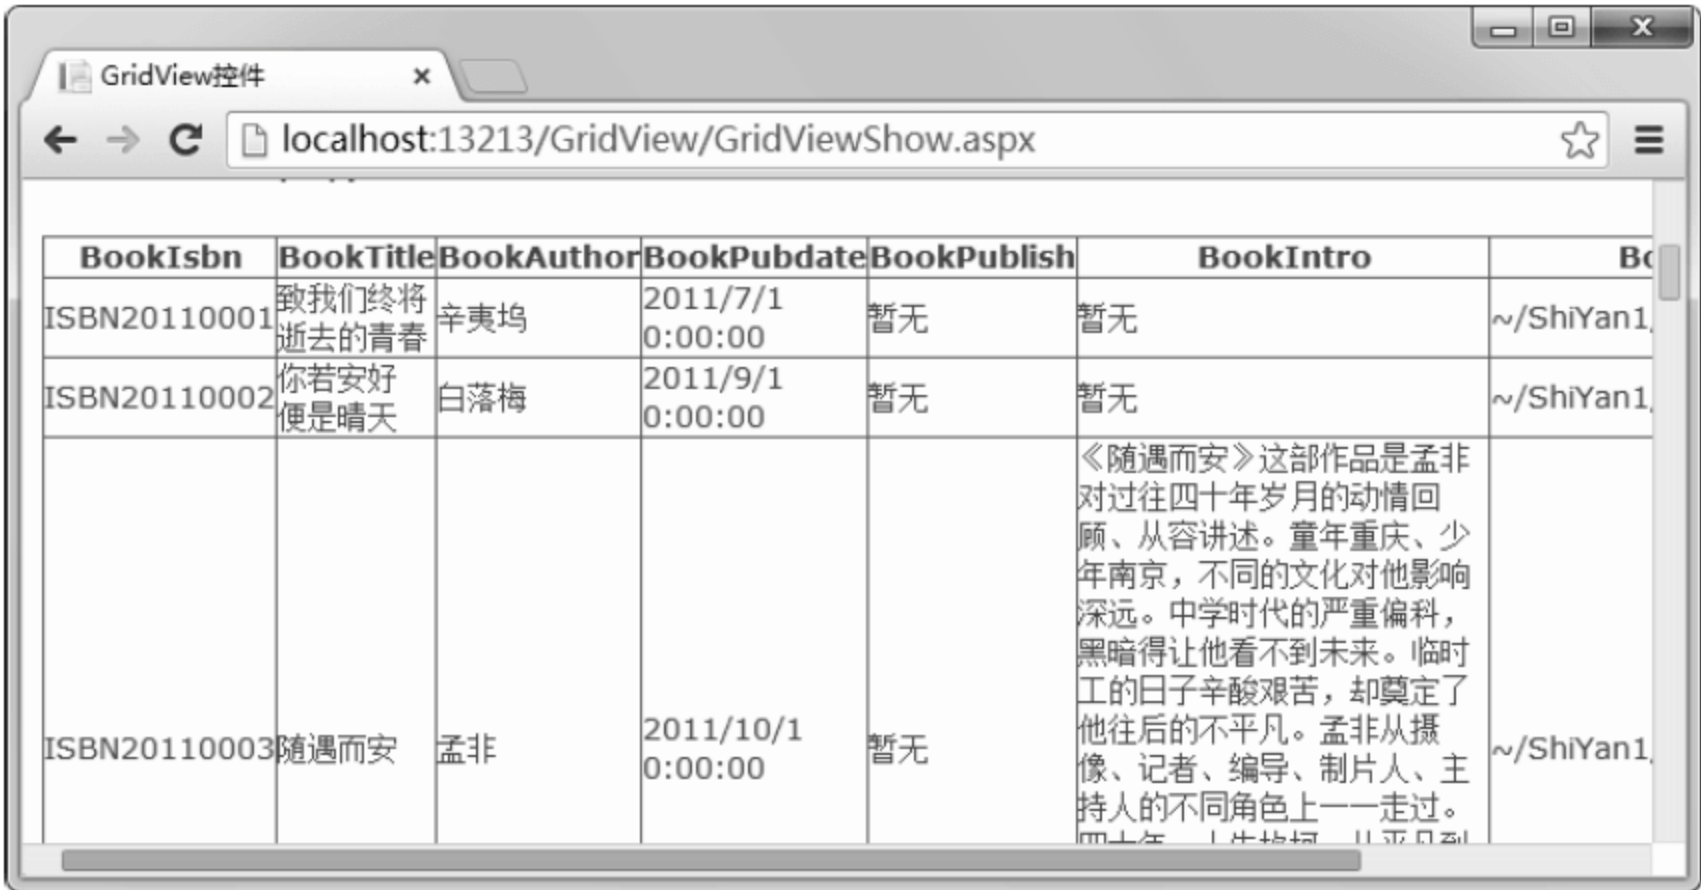 GridView控件
localhost:13213/GridView/GridViewShow.aspx
BookIsbn BookTitle BookAuthor BookPubdate BookPublish BookIntro
ISBN20110001 致我们终将 辛夷坞 2011/7/1 暂无 暂无 ~/ShiYan1
逝去的青春 0:00:00
ISBN20110002 你若安好 白落梅 2011/9/1 暂无 暂无 ~/ShiYan1
便是晴天 0:00:00
《随遇而安》这部作品是孟非
对过往四十年岁月的动情回
顾、从容讲述。童年重庆、少
年南京，不同的文化对他影响
深远。中学时代的严重偏科，
黑暗得让他看不到未来。临时
工的日子辛酸艰苦，却奠定了
他往后的不平凡。孟非从摄
像、记者、编导、制片人、主
持人的不同角色上一一走过。
ISBN20110003 随遇而安 孟非 2011/10/1 暂无 ~/ShiYan1
0:00:00